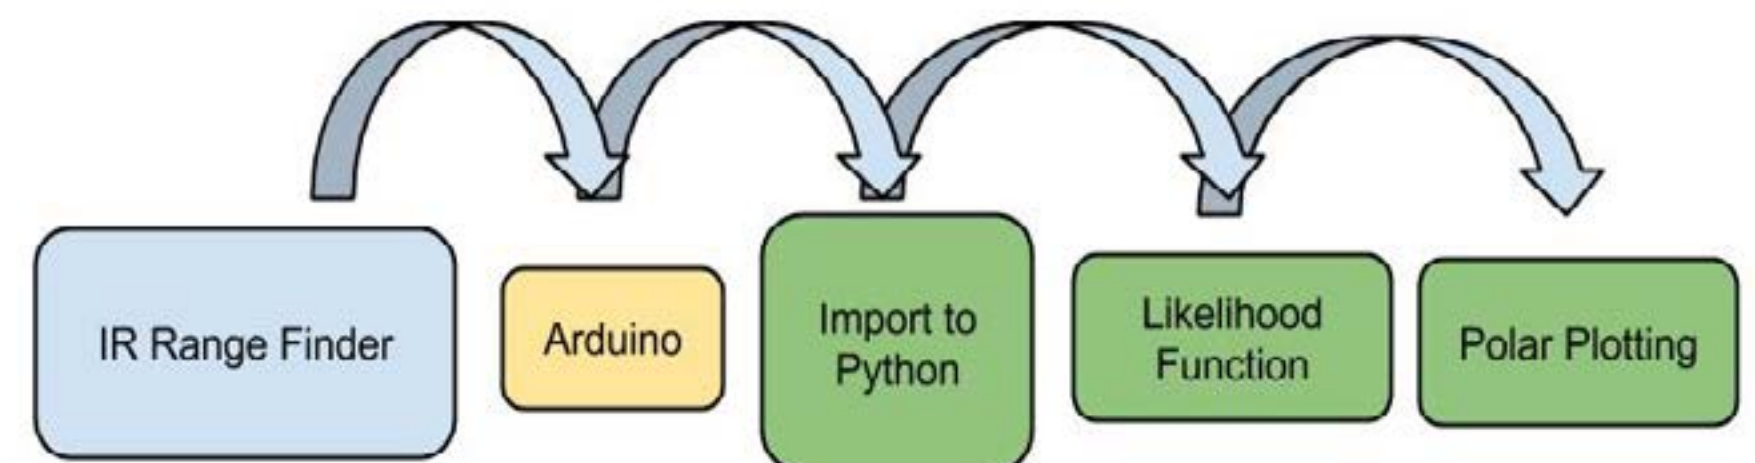 IR Range Finder
Arduino
Import to
Python
Likelihood
Function
Polar Plotting